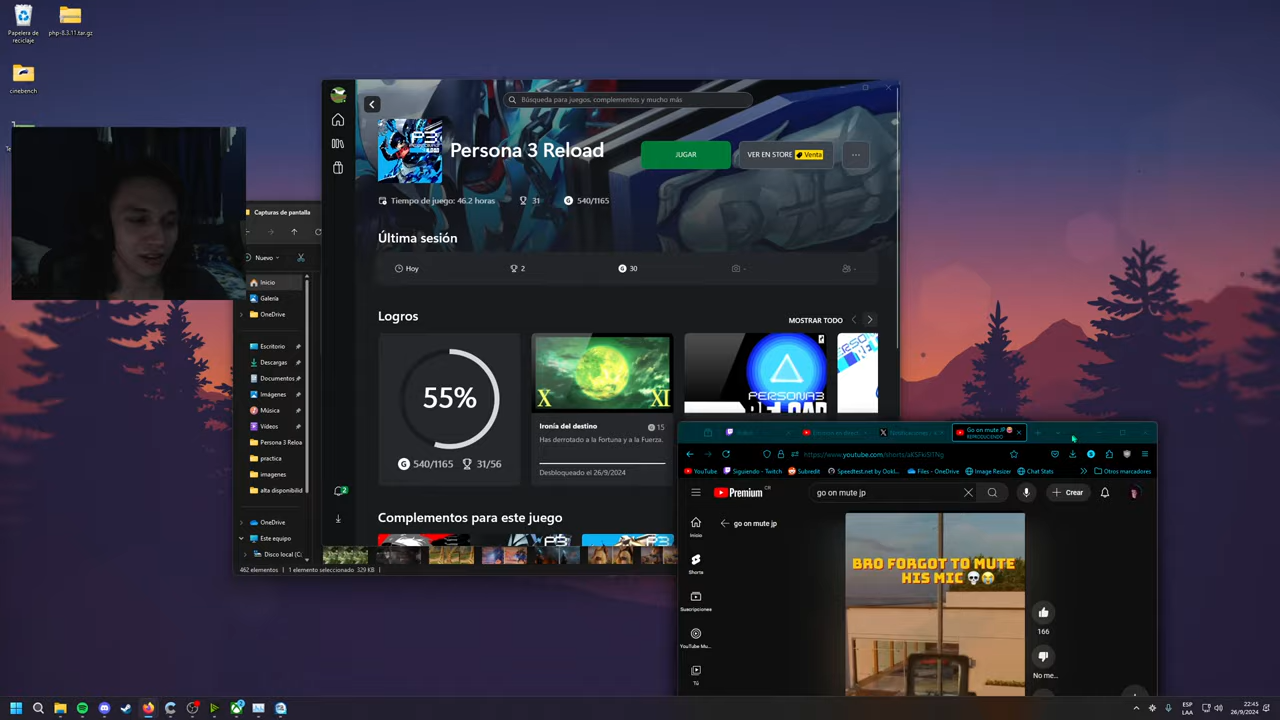 Papelera de
reciclaje
php-8.3.11.tar.gz
cinebench
Búsqueda para juegos, complementos y mucho más
Persona 3 Reload
JUGAR
VER EN STORE Venta
Tiempo de juego: 46.2 horas
31
540/1165
Última sesión
Hoy
2
30
Logros
MOSTRAR TODO
55%
540/1165
31/56
X
XI
Ironía del destino
15
Has derrotado a la Fortuna y a la Fuerza.
Desbloqueado el 26/9/2024
PERSONA3
RELOAD
Complementos para este juego
Capturas de pantalla
Nuevo
Inicio
Galería
OneDrive
Escritorio
Descargas
Documentos
Imágenes
Música
Vídeos
Persona 3 Reloa
practica
imagenes
alta disponibilid
OneDrive
Este equipo
Disco local (C:
462 elementos
1 elemento seleccionado 329 KB
Go on mute JP
REPRODUCIENDO
YouTube
Siguiendo - Twitch
Subredit
Speedtest.net by Ookl...
Files - OneDrive
Image Resizer
Chat Stats
Otros marcadores
Premium CR
go on mute jp
Crear
Inicio
Shorts
Suscripciones
YouTube Mu...
Tú
go on mute jp
BRO FORGOT TO MUTE
HIS MIC 💀😭
166
No me...
ESP
LAA
22:45
26/9/2024